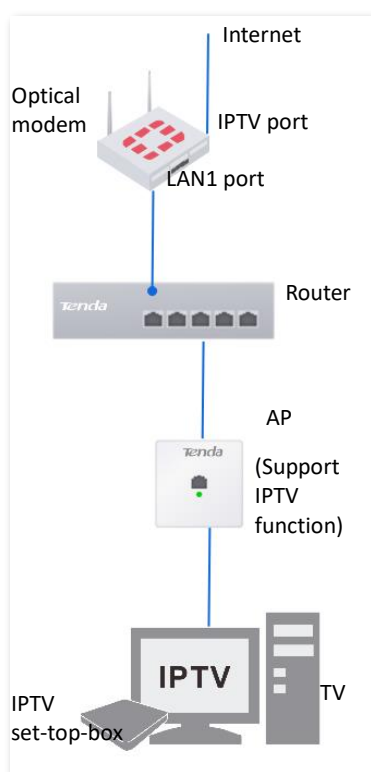 Internet
Optical
modem
IPTV port
LAN1 port
Tenda
Router
AP
Tenda
(Support
IPTV
function)
IPTV
TV
IPTV
set-top-box